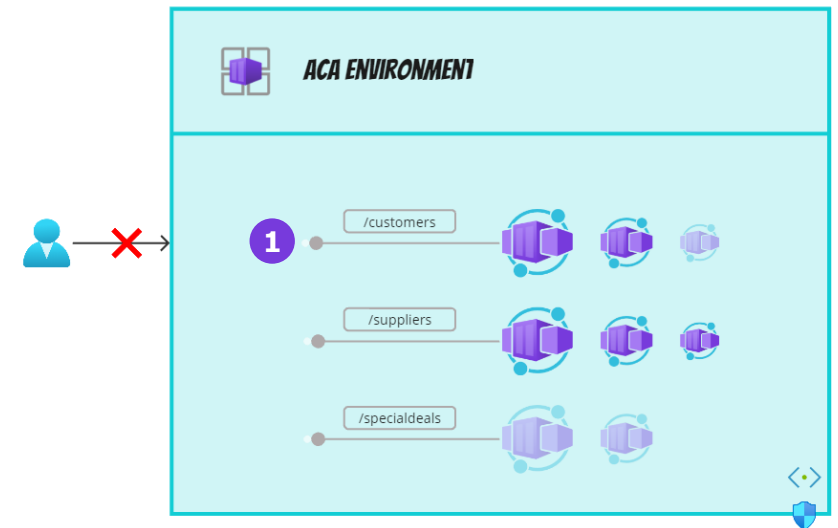 ACA ENVIRONMENT
1
/customers
/suppliers
/specialdeals